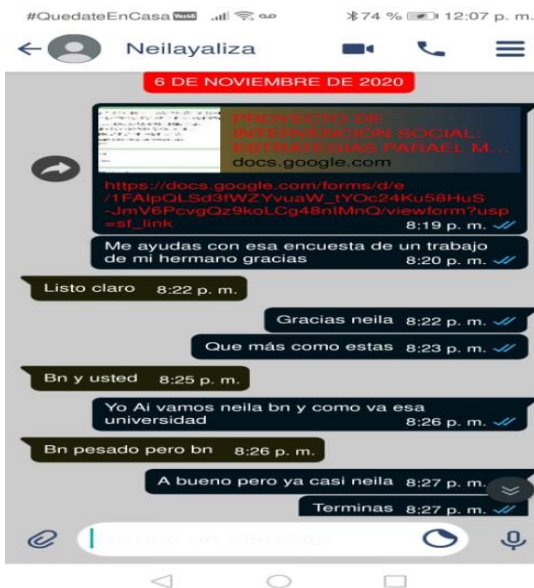 #QuedateEnCasa
74 % 12:07 p. m.
Neilayaliza
6 DE NOVIEMBRE DE 2020
PROYECTO DE
INTERVENCIÓN SOCIAL:
ESTRATEGIAS PARAEL M...
docs.google.com
https://docs.google.com/forms/d/e
/1FAIpQLSd3fWZYvuaW_tYOc24Ku58HuS
-JmV6PcvgQz9koLCg48nIMnQ/viewform?usp
=sf_link
8:19 p. m.
Me ayudas con esa encuesta de un trabajo
de mi hermano gracias 8:20 p. m.
Listo claro 8:22 p. m.
Gracias neila 8:22 p. m.
Que más como estas 8:23 p. m.
Bn y usted 8:25 p. m.
Yo Ai vamos neila bn y como va esa
universidad 8:26 p. m.
Bn pesado pero bn 8:26 p. m.
A bueno pero ya casi neila 8:27 p. m.
Terminas 8:27 p. m.